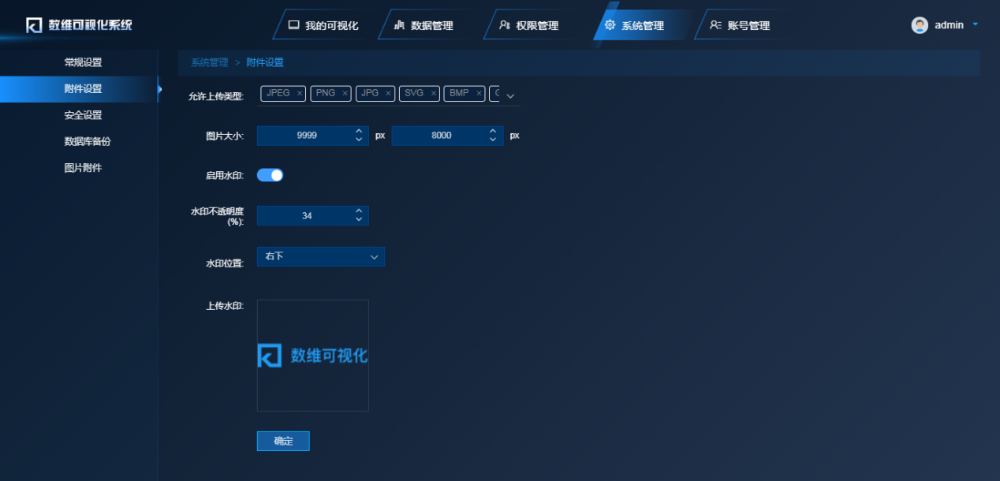 数维可视化系统
我的可视化
数据管理
权限管理
系统管理
账号管理
admin
常规设置
附件设置
安全设置
数据库备份
图片附件
系统管理 > 附件设置
允许上传类型: JPEG × PNG × JPG × SVG × BMP ×
图片大小: 9999 px 8000 px
启用水印:
水印不透明度
(%): 34
水印位置: 右下
上传水印:
数维可视化
确定